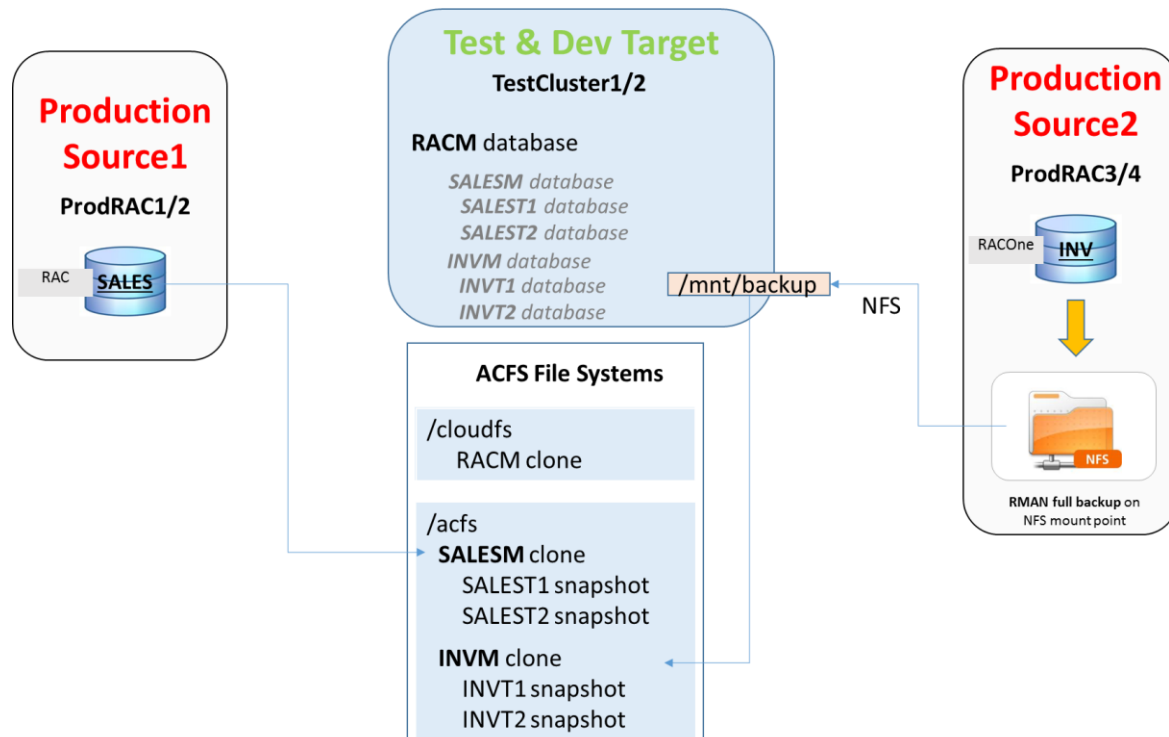 Production
Source1
ProdRAC1/2
RAC
SALES
Test & Dev Target
TestCluster1/2
RACM database
SALESM database
SALEST1 database
SALEST2 database
INVM database
INVT1 database
INVT2 database
/mnt/backup
NFS
ACFS File Systems
/cloudfs
RACM clone
/acfs
SALESM clone
SALEST1 snapshot
SALEST2 snapshot
INVM clone
INVT1 snapshot
INVT2 snapshot
Production
Source2
ProdRAC3/4
RACOne
INV
NFS
RMAN full backup on
NFS mount point